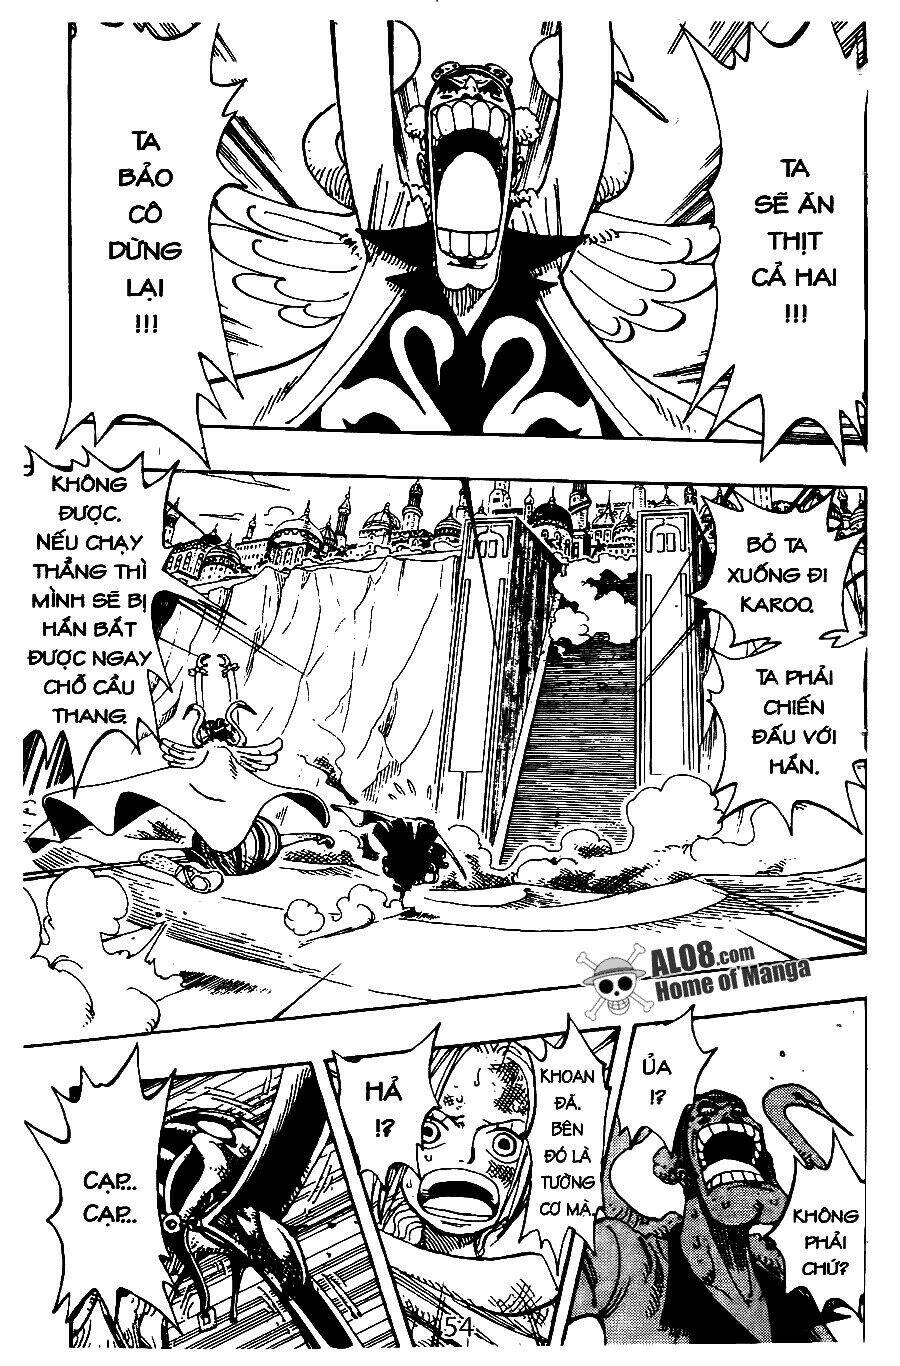 TA
SẼ ĂN
THỊT
CẢ HAI
!!!
TA
BẢO
CÔ
DỪNG
LẠI
!!!
BỎ TA
XUỐNG ĐI
KAROO.
TA PHẢI
CHIẾN
ĐẤU VỚI
HẮN.
KHÔNG
ĐƯỢC.
NẾU CHẠY
THẲNG THÌ
MÌNH SẼ BỊ
HẮN BẮT
ĐƯỢC NGAY
CHỖ CẦU
THANG.
AL08.com
Home of Manga
ỦA
!?
KHÔNG
PHẢI
CHỨ?
KHOAN
ĐÃ.
BÊN
ĐÓ LÀ
TƯỜNG
CƠ MÀ.
HẢ
!?
CẠP...
CẠP...
54